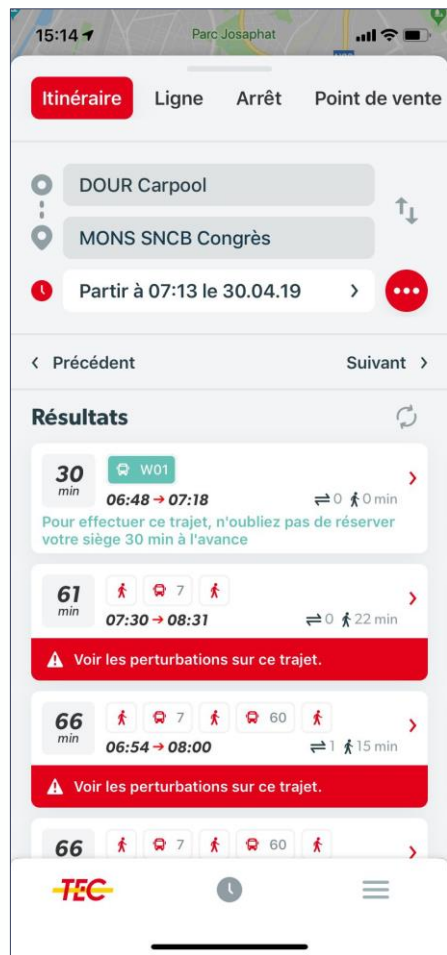 15:14
Parc Josaphat
Itinéraire Ligne Arrêt Point de vente
DOUR Carpool
MONS SNCB Congrès
Partir à 07:13 le 30.04.19
Précédent Suivant
Résultats
30 min W01
06:48 → 07:18 0 0 min
Pour effectuer ce trajet, n'oubliez pas de réserver
votre siège 30 min à l'avance
61 min 7
07:30 → 08:31 0 22 min
Voir les perturbations sur ce trajet.
66 min 7 60
06:54 → 08:00 1 15 min
Voir les perturbations sur ce trajet.
66 7 60
TEC